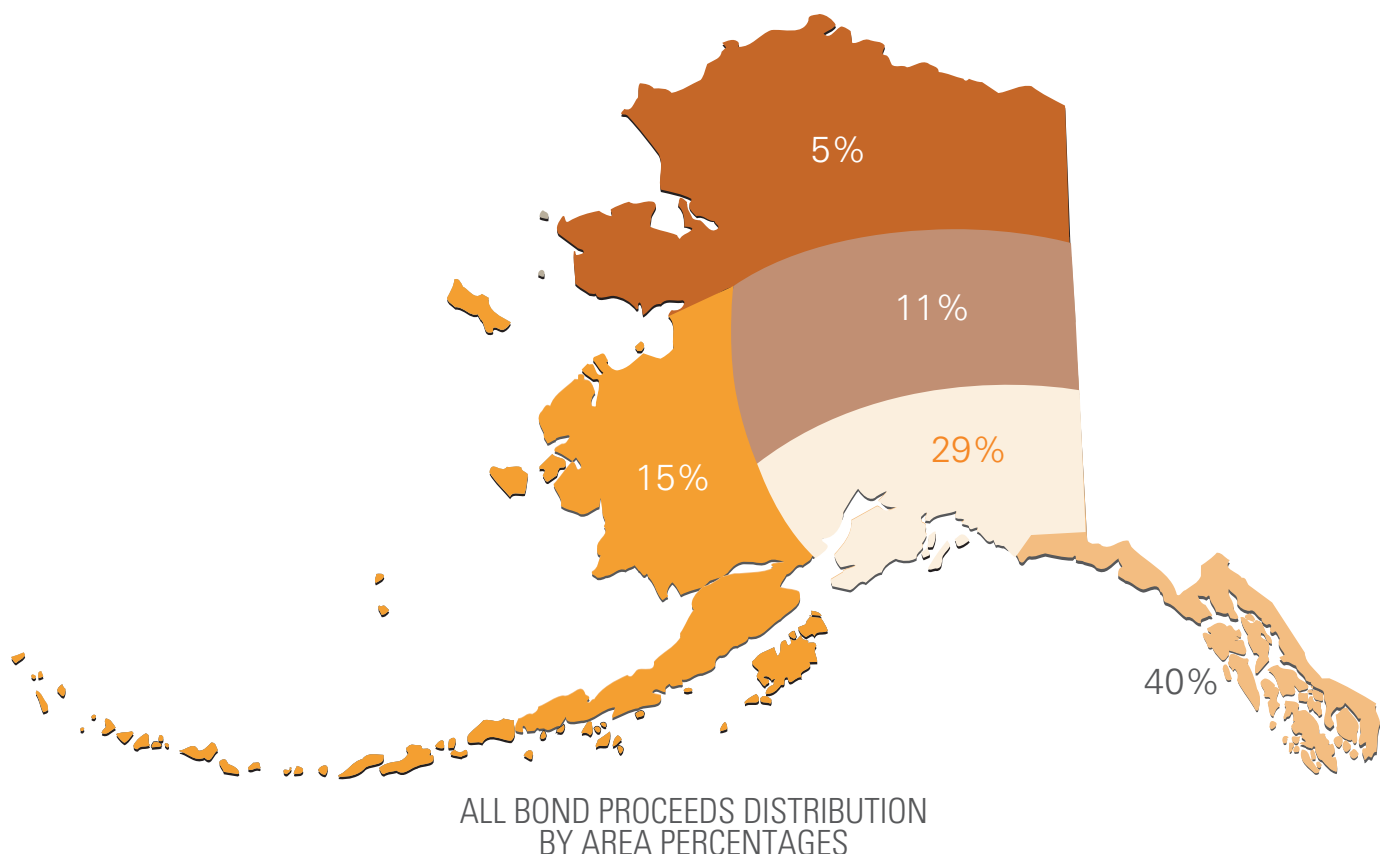 5%
11%
29%
15%
40%
ALL BOND PROCEEDS DISTRIBUTION
BY AREA PERCENTAGES